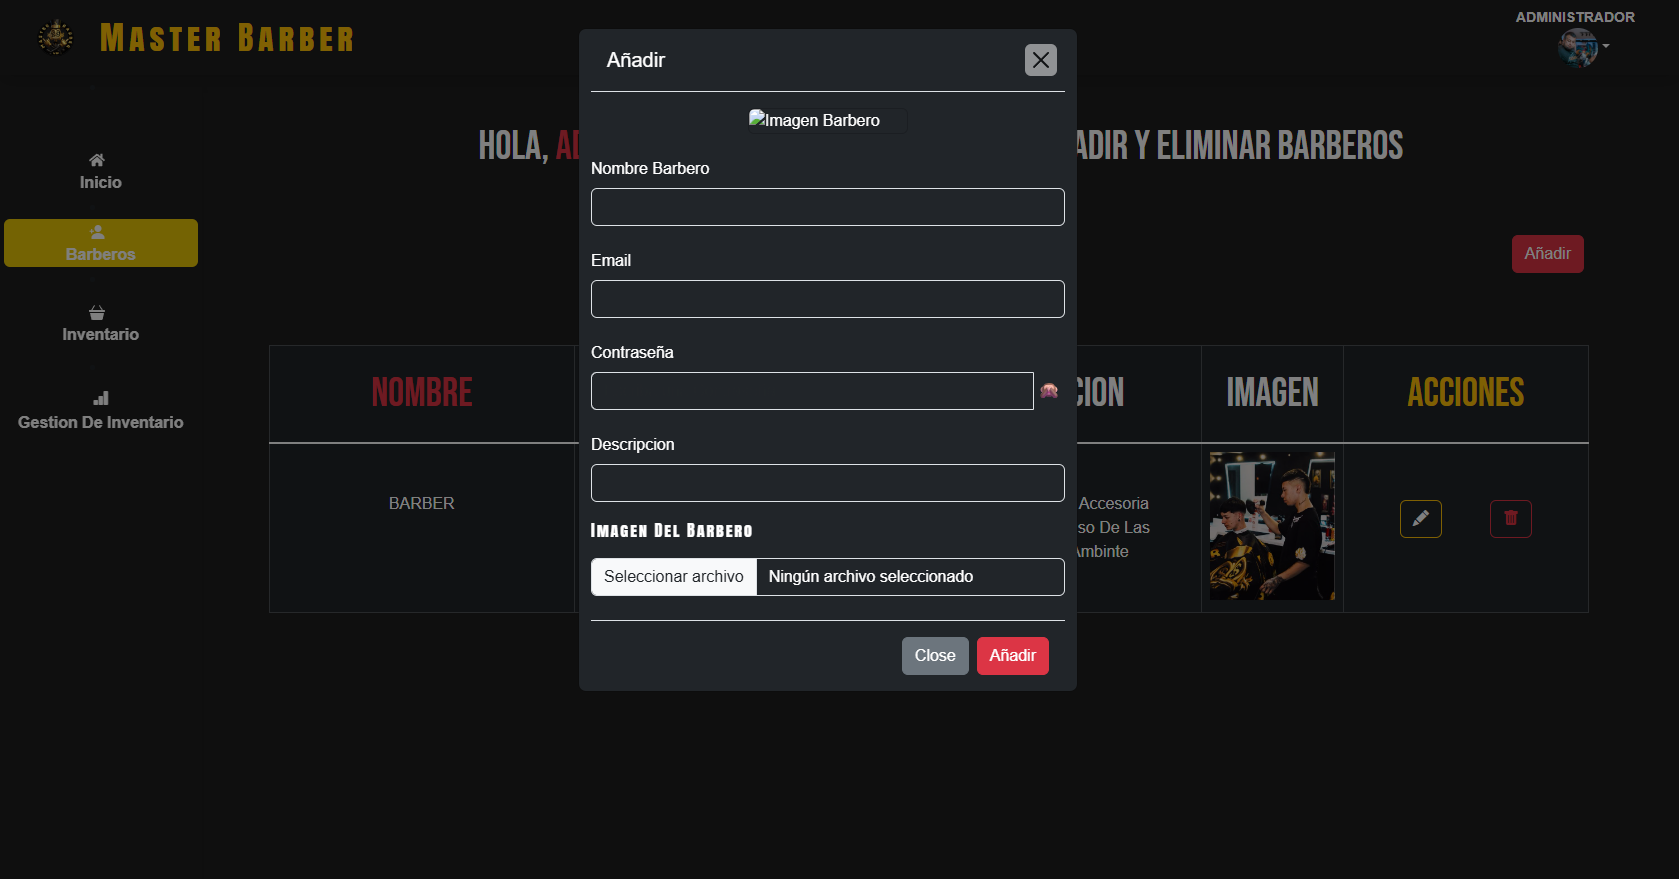 MASTER BARBER
ADMINISTRADOR
Inicio
Barberos
Inventario
Gestion De Inventario
HOLA,
ADIR Y ELIMINAR BARBEROS
Añadir
NOMBRE
CION
IMAGEN
ACCIONES
BARBER
Accesoria
so De Las
Ambinte
Añadir
Imagen Barbero
Nombre Barbero
Email
Contraseña
Descripcion
IMAGEN DEL BARBERO
Seleccionar archivo
Ningún archivo seleccionado
Close
Añadir